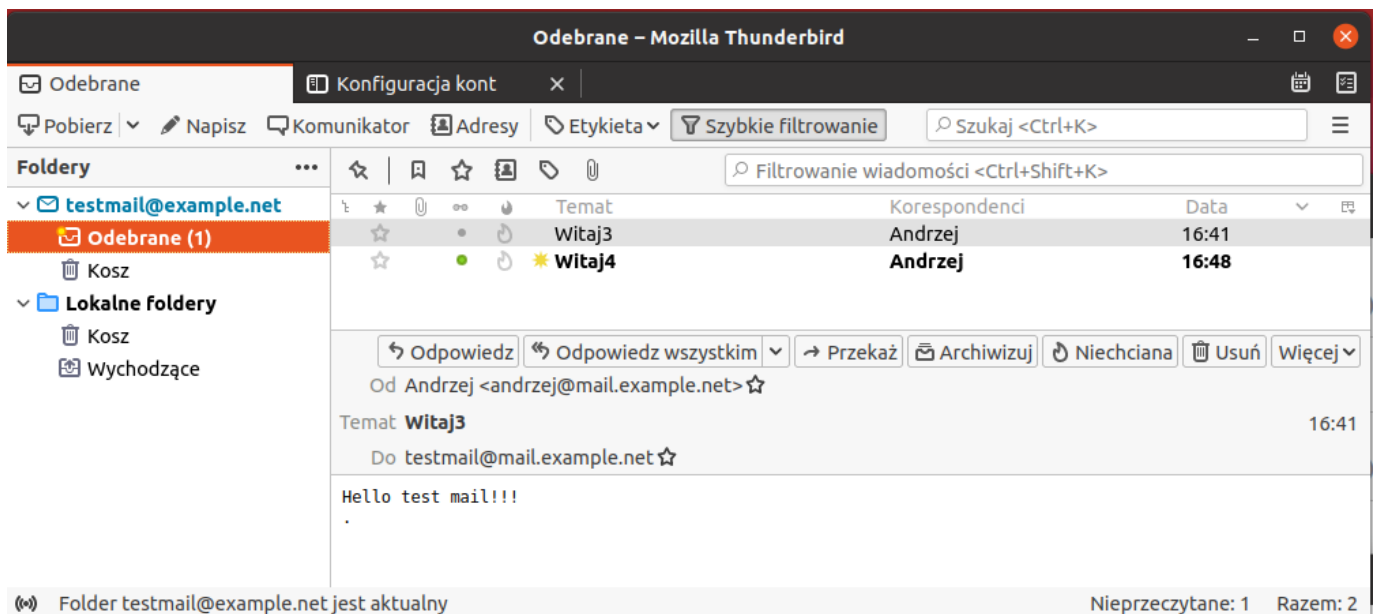 Odebrane – Mozilla Thunderbird
Odebrane
Konfiguracja kont
Pobierz Napisz Komunikator Adresy Etykieta Szybkie filtrowanie Szukaj <Ctrl+K>
Foldery
Filtrowanie wiadomości <Ctrl+Shift+K>
testmail@example.net
Odebrane (1)
Kosz
Lokalne foldery
Kosz
Wychodzące
Temat Korespondenci Data
Witaj3 Andrzej 16:41
Witaj4 Andrzej 16:48
Odpowiedz Odpowiedz wszystkim Przekaż Archiwizuj Niechciana Usuń Więcej
Od Andrzej <andrzej@mail.example.net>
Temat Witaj3 16:41
Do testmail@mail.example.net
Hello test mail!!!
.
Folder testmail@example.net jest aktualny Nieprzeczytane: 1 Razem: 2